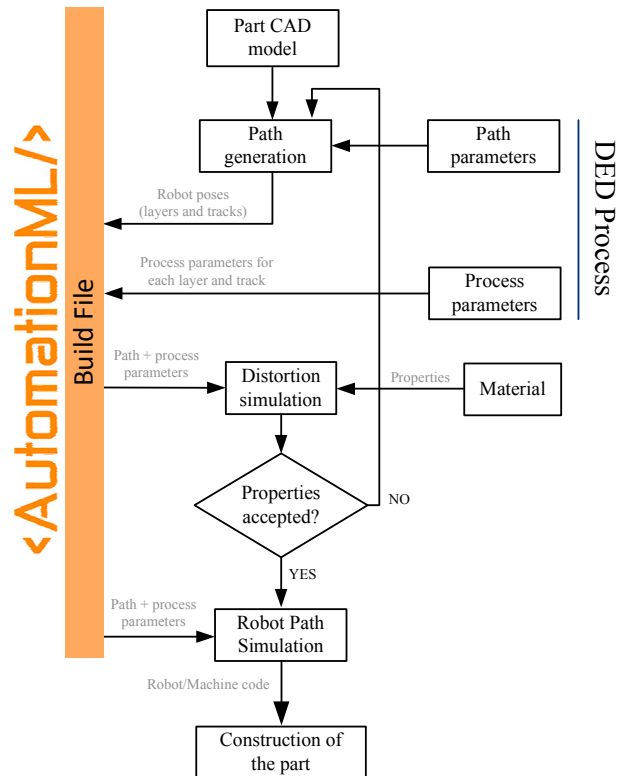 Part CAD
model
Path
generation
Path
parameters
DED Process
Robot poses
(layers and tracks)
Process parameters for
each layer and track
Process
parameters
<AutomationML/>
Build File
Path + process
parameters
Distortion
simulation
Properties
Material
Properties
accepted?
NO
YES
Path + process
parameters
Robot Path
Simulation
Robot/Machine code
Construction of
the part